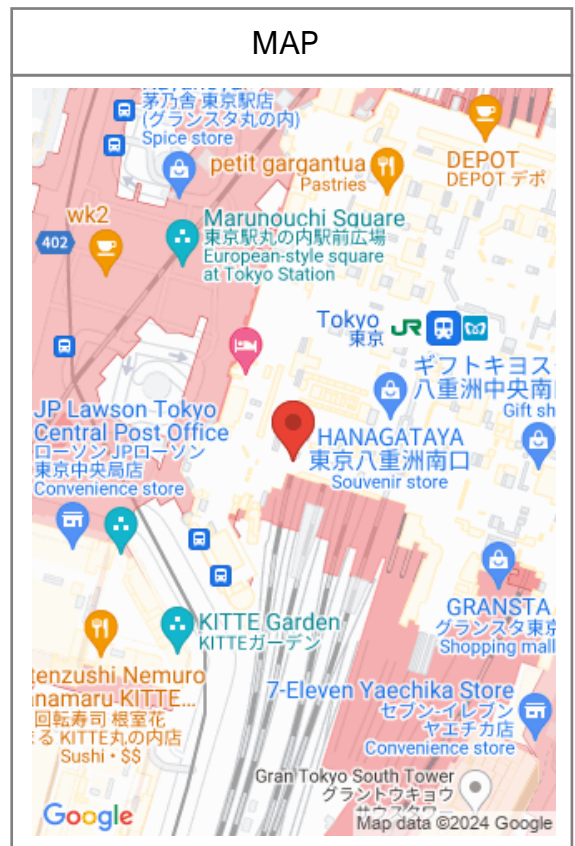 MAP
茅乃舎 東京駅店
(グランスタ丸の内)
Spice store
petit gargantua
Pastries
DEPOT
DEPOT デポ
wk2
402
Marunouchi Square
東京駅丸の内駅前広場
European-style square
at Tokyo Station
Tokyo
東京
JR
ギフトキヨス
八重洲中央南
Gift sh
JP Lawson Tokyo
Central Post Office
ローソン JPローソン
東京中央局店
Convenience store
HANAGATAYA
東京八重洲南口
Souvenir store
GRANSTA
グランスタ東京
Shopping mall
KITTE Garden
KITTEガーデン
tenzushi Nemuro
namaru KITTE...
回転寿司 根室花
まる KITTE丸の内店
Sushi • $$
7-Eleven Yaechika Store
セブン-イレブン
ヤエチカ店
Convenience store
Gran Tokyo South Tower
グラントウキョウ
サウスタワー
Google
Map data ©2024 Google